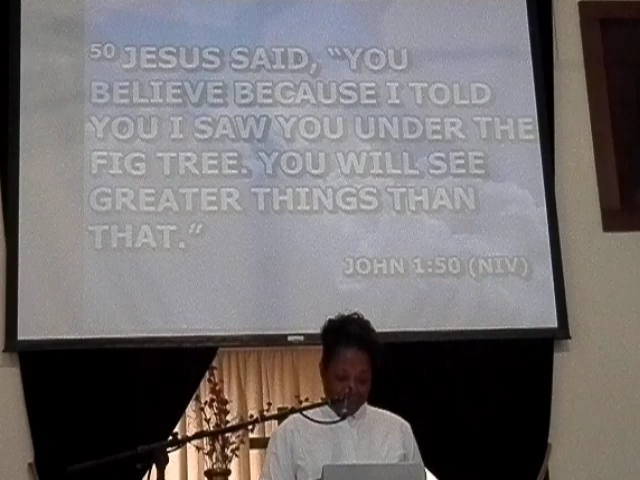 50 JESUS SAID, “YOU
BELIEVE BECAUSE I TOLD
YOU I SAW YOU UNDER THE
FIG TREE. YOU WILL SEE
GREATER THINGS THAN
THAT.”
JOHN 1:50 (NIV)